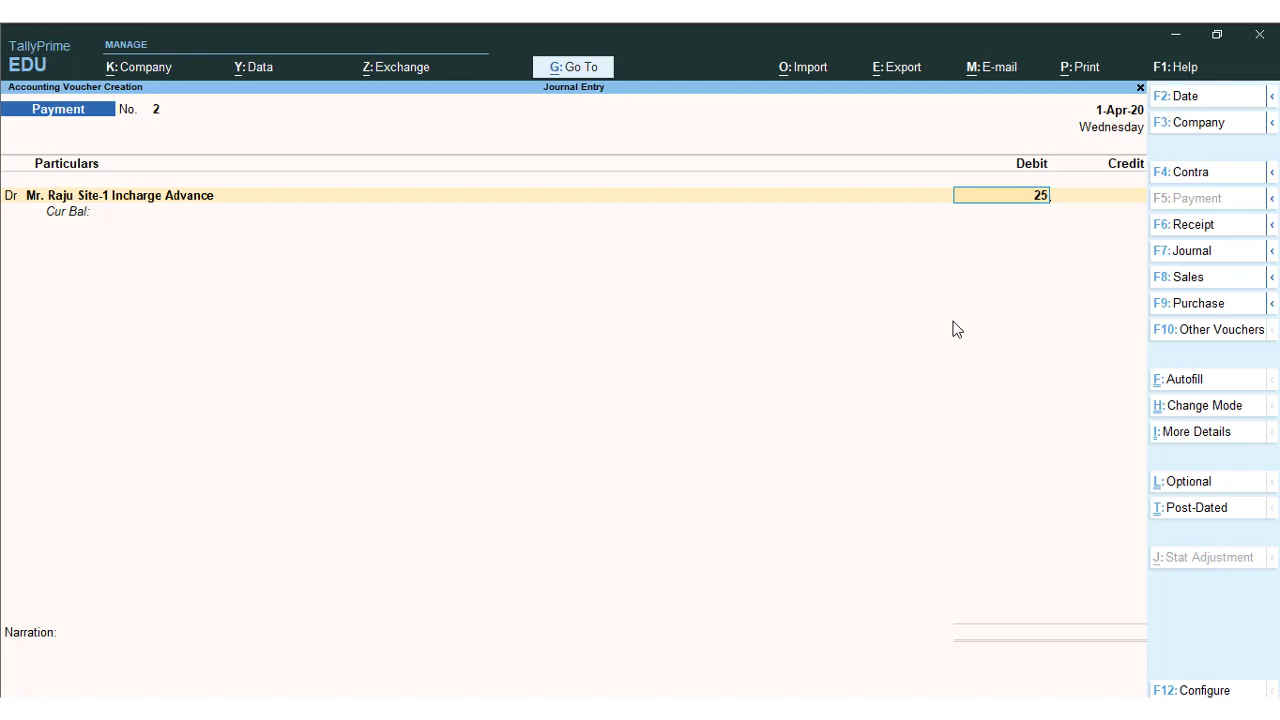 TallyPrime
EDU
MANAGE
K: Company
Y: Data
Z: Exchange
G: Go To
O: Import
E: Export
M: E-mail
P: Print
F1: Help
Accounting Voucher Creation
Journal Entry
Payment No. 2
1-Apr-20
Wednesday
Particulars
Debit
Credit
Dr Mr. Raju Site-1 Incharge Advance
25
Cur Bal:
Narration:
F2: Date
F3: Company
F4: Contra
F5: Payment
F6: Receipt
F7: Journal
F8: Sales
F9: Purchase
F10: Other Vouchers
F: Autofill
H: Change Mode
I: More Details
L: Optional
T: Post-Dated
J: Stat Adjustment
F12: Configure